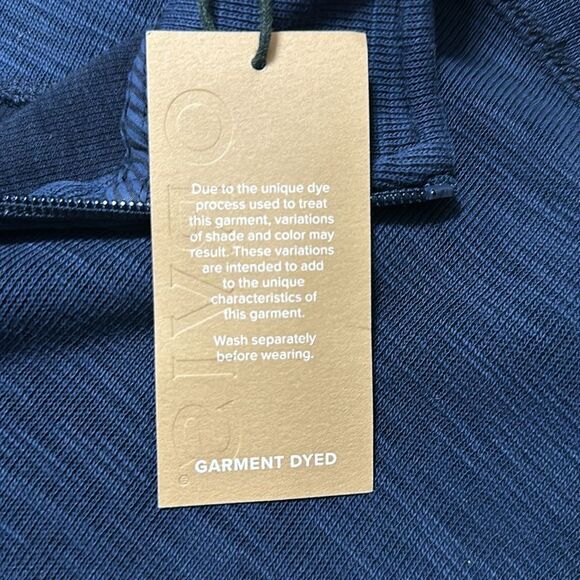 Due to the unique dye
process used to treat
this garment, variations
of shade and color may
result. These variations
are intended to add
to the unique
characteristics of
this garment.
Wash separately
before wearing.
GARMENT DYED